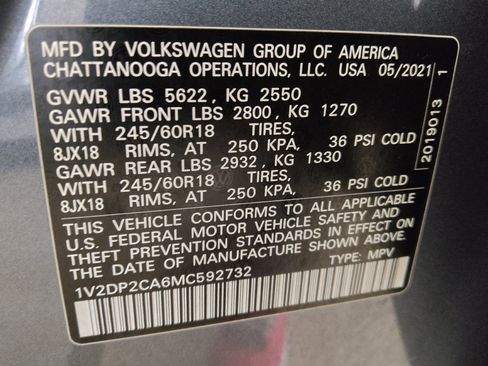 MFD BY VOLKSWAGEN GROUP OF AMERICA
CHATTANOOGA OPERATIONS, LLC. USA 05/2021
GVWR LBS 5622, KG 2550
GAWR FRONT LBS 2800, KG 1270
WITH 245/60R18 TIRES,
8JX18 RIMS, AT 250 KPA, 36 PSI COLD
GAWR REAR LBS 2932, KG 1330
WITH 245/60R18 TIRES,
8JX18 RIMS, AT 250 KPA, 36 PSI COLD
THIS VEHICLE CONFORMS TO ALL APPLICABLE
U.S. FEDERAL MOTOR VEHICLE SAFETY AND
THEFT PREVENTION STANDARDS IN EFFECT ON
THE DATE OF MANUFACTURE SHOWN ABOVE.
1V2DP2CA6MC592732 TYPE: MPV
2019013 1